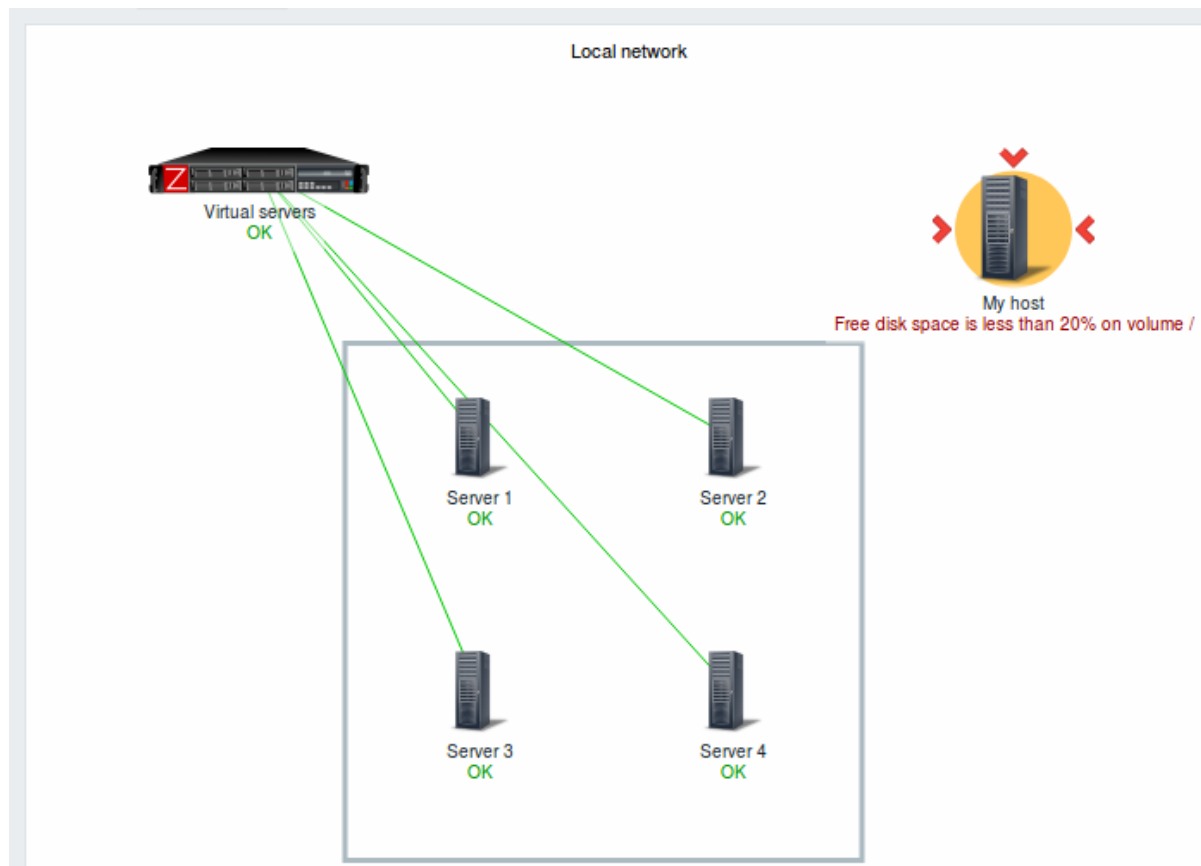 Local network
Z
Virtual servers
OK
My host
Free disk space is less than 20% on volume /
Server 1
OK
Server 2
OK
Server 3
OK
Server 4
OK